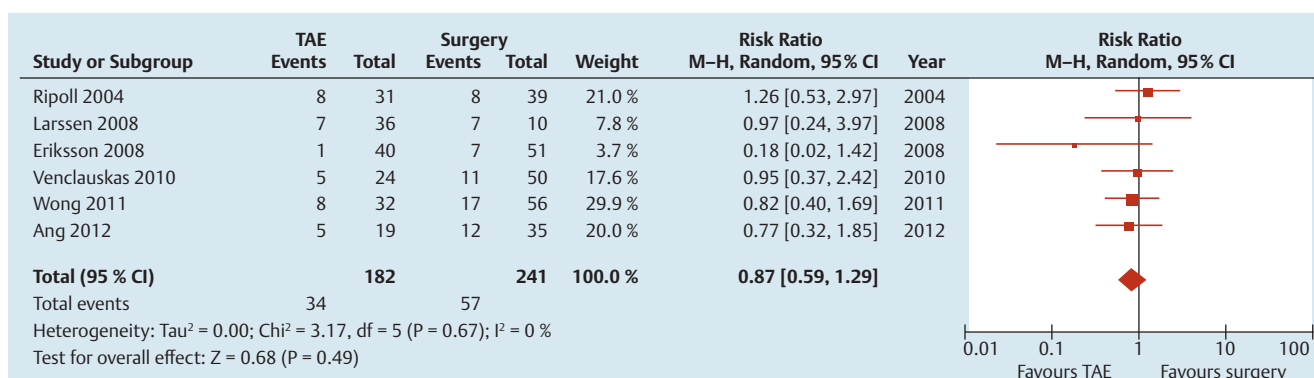 TAE Surgery Risk Ratio Risk Ratio
Study or Subgroup Events Total Events Total Weight M–H, Random, 95% CI Year M–H, Random, 95% CI
Ripoll 2004 8 31 8 39 21.0 % 1.26 [0.53, 2.97] 2004
Larssen 2008 7 36 7 10 7.8 % 0.97 [0.24, 3.97] 2008
Eriksson 2008 1 40 7 51 3.7 % 0.18 [0.02, 1.42] 2008
Venclauskas 2010 5 24 11 50 17.6 % 0.95 [0.37, 2.42] 2010
Wong 2011 8 32 17 56 29.9 % 0.82 [0.40, 1.69] 2011
Ang 2012 5 19 12 35 20.0 % 0.77 [0.32, 1.85] 2012
Total (95 % CI) 182 241 100.0 % 0.87 [0.59, 1.29]
Total events 34 57
Heterogeneity: Tau² = 0.00; Chi² = 3.17, df = 5 (P = 0.67); I² = 0 %
Test for overall effect: Z = 0.68 (P = 0.49)
0.01 0.1 1 10 100
Favours TAE Favours surgery